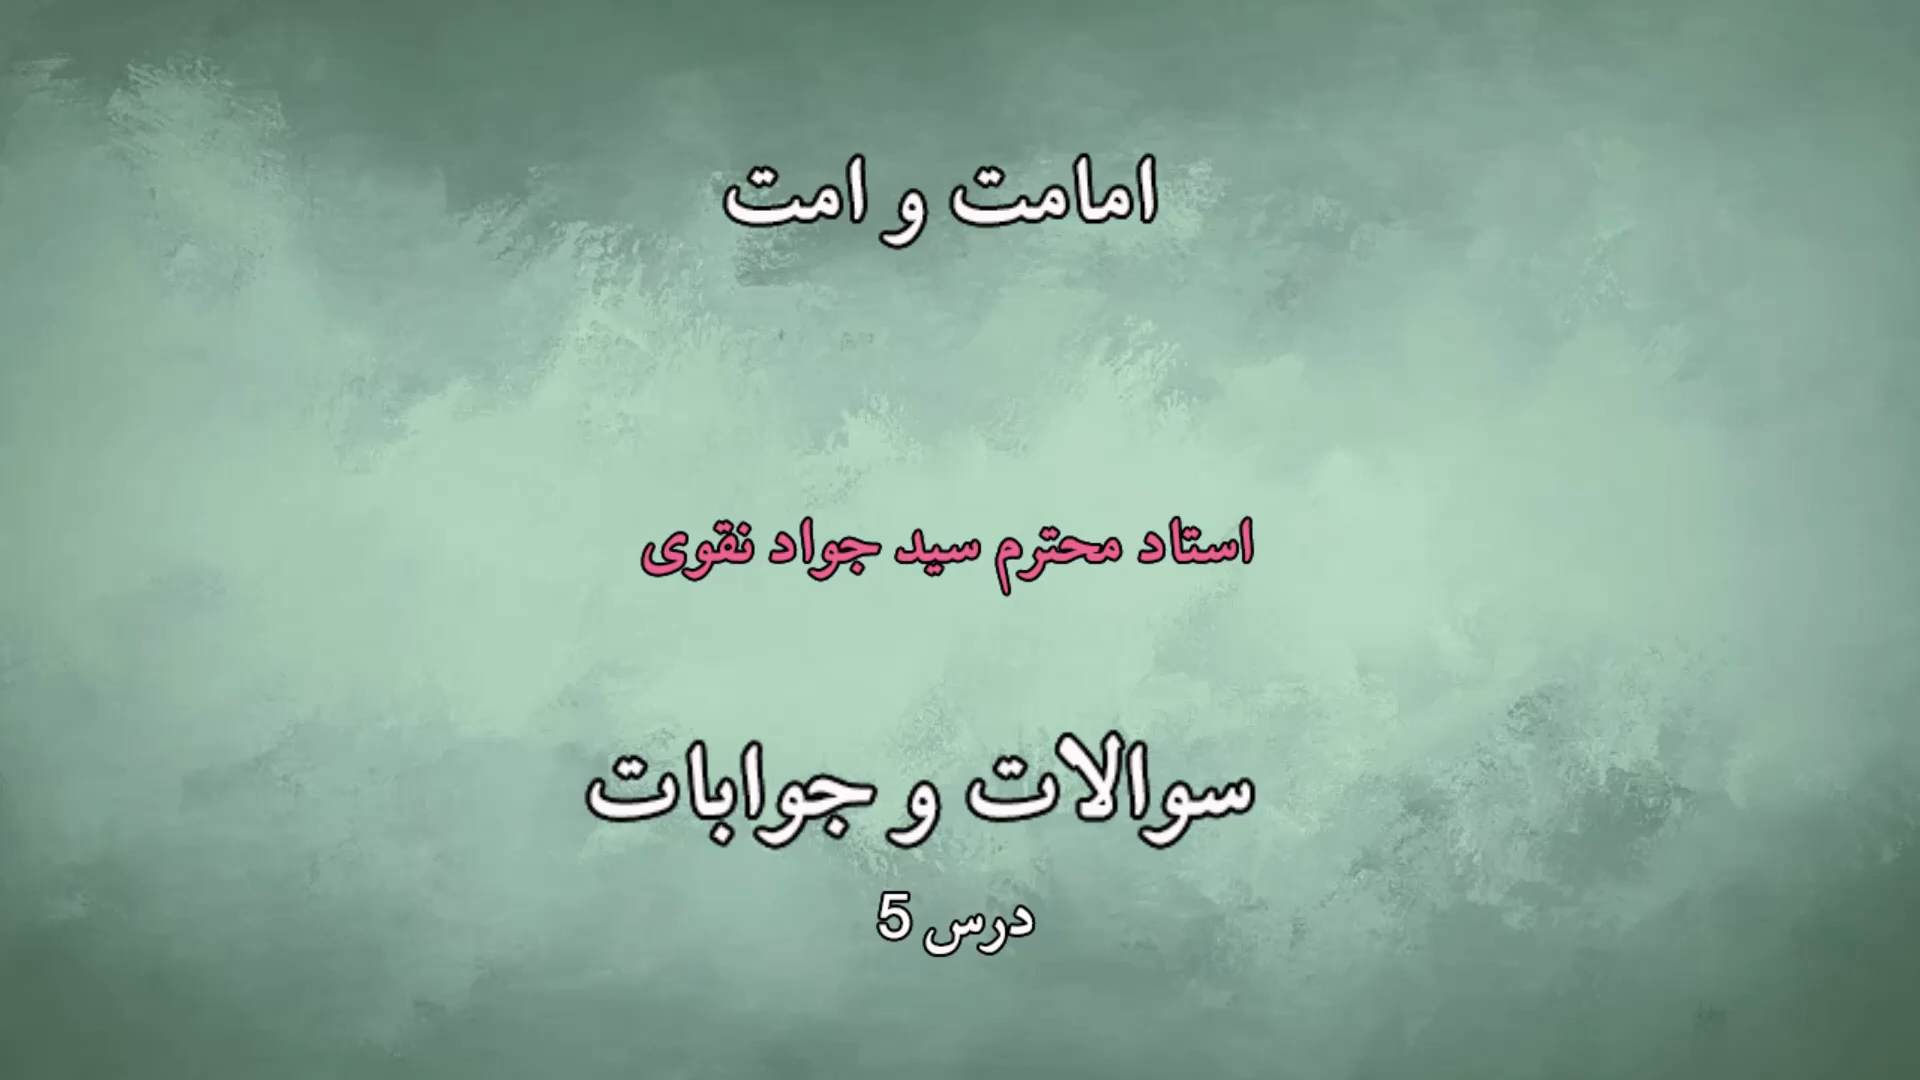 امامت و امت
استاد محترم سید جواد نقوی
سوالات و جوابات
درس 5